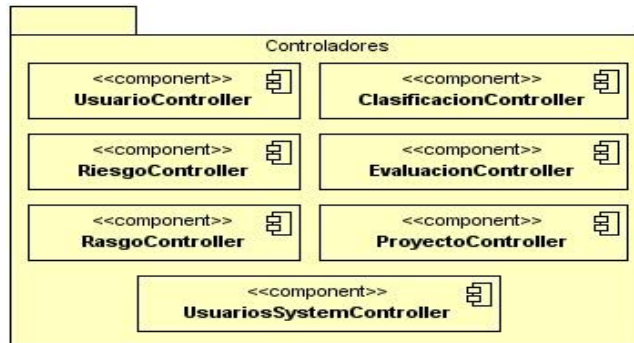 Controladores
<<component>>
UsuarioController
<<component>>
ClasificacionController
<<component>>
RiesgoController
<<component>>
EvaluacionController
<<component>>
RasgoController
<<component>>
ProyectoController
<<component>>
UsuariosSystemController